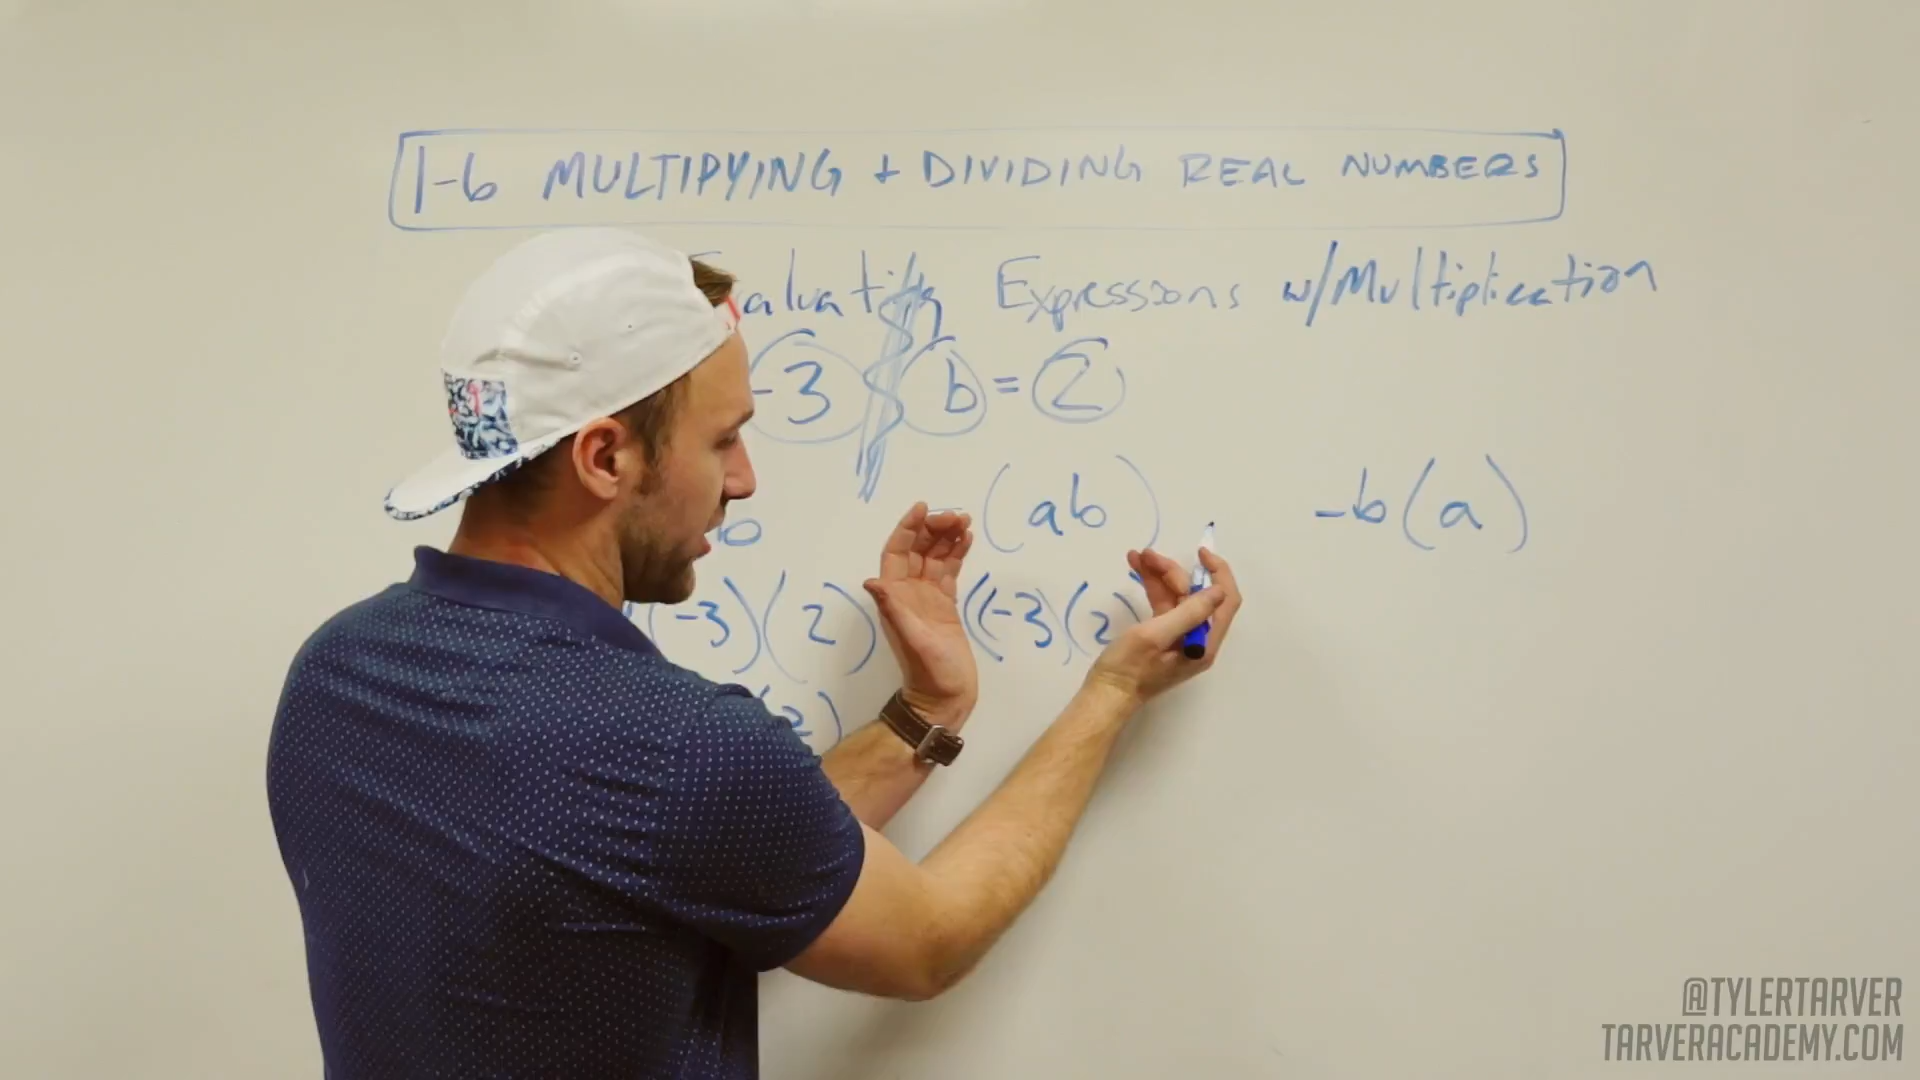 1-6 MULTIPYING + DIVIDING REAL NUMBERS
Expressions w/Multiplication
-3 b = 2
-(ab) -b(a)
(-3)(2) ((-3)(2)
(2)
@TYLERTARVER
TARVERACADEMY.COM